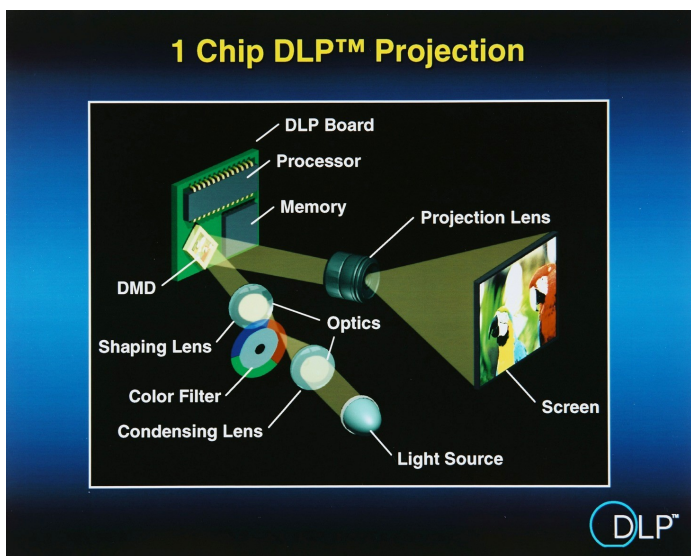 1 Chip DLP™ Projection
DLP Board
Processor
Memory
Projection Lens
DMD
Optics
Shaping Lens
Color Filter
Condensing Lens
Screen
Light Source
DLP™